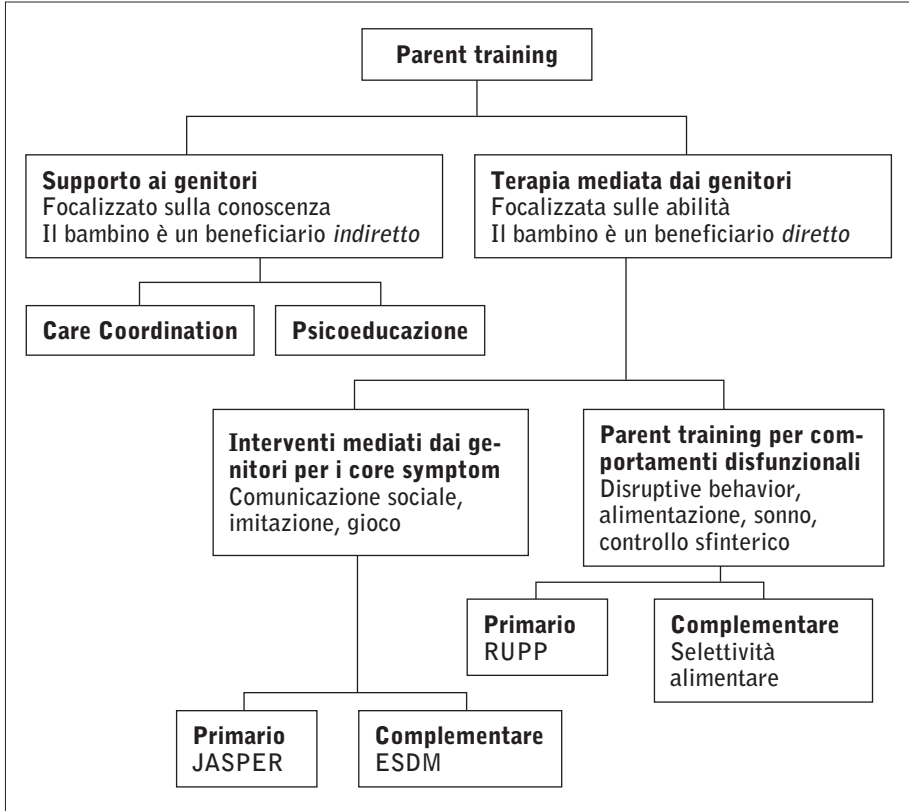 Parent training
Supporto ai genitori
Focalizzato sulla conoscenza
Il bambino è un beneficiario indiretto
Terapia mediata dai genitori
Focalizzata sulle abilità
Il bambino è un beneficiario diretto
Care Coordination
Psicoeducazione
Interventi mediati dai ge-
nitori per i core symptom
Comunicazione sociale,
imitazione, gioco
Parent training per com-
portamenti disfunzionali
Disruptive behavior,
alimentazione, sonno,
controllo sfinterico
Primario
RUPP
Complementare
Selettività
alimentare
Primario
JASPER
Complementare
ESDM